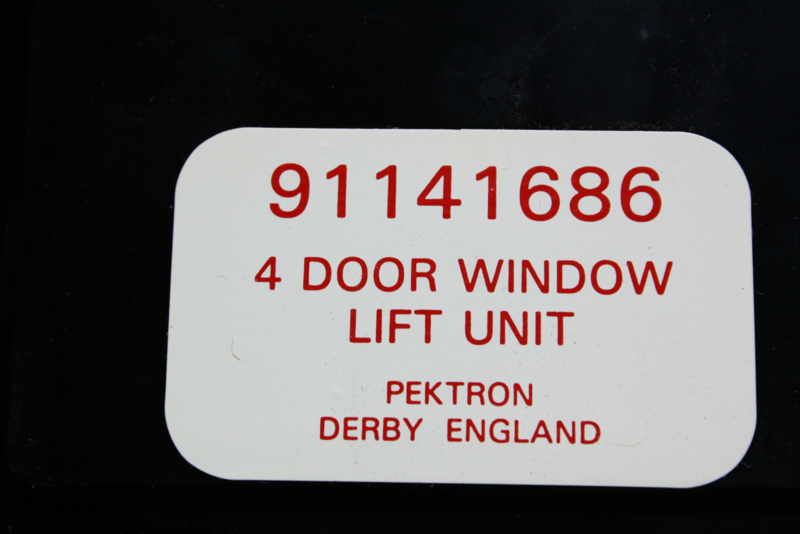 91141686
4 DOOR WINDOW
LIFT UNIT
PEKTRON
DERBY ENGLAND